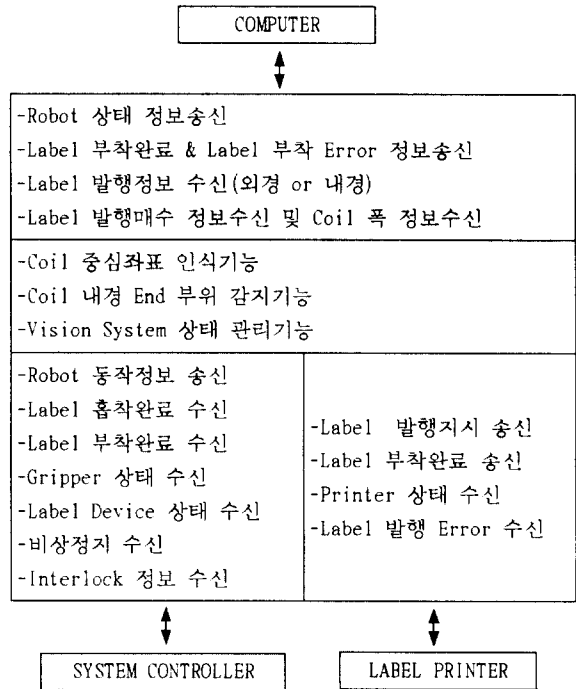 COMPUTER
-Robot 상태 정보송신
-Label 부착완료 & Label 부착 Error 정보송신
-Label 발행정보 수신(외경 or 내경)
-Label 발행매수 정보수신 및 Coil 폭 정보수신
-Coil 중심좌표 인식기능
-Coil 내경 End 부위 감지기능
-Vision System 상태 관리기능
-Robot 동작정보 송신
-Label 흡착완료 수신
-Label 부착완료 수신
-Gripper 상태 수신
-Label Device 상태 수신
-비상정지 수신
-Interlock 정보 수신
-Label 발행지시 송신
-Label 부착완료 송신
-Printer 상태 수신
-Label 발행 Error 수신
SYSTEM CONTROLLER
LABEL PRINTER